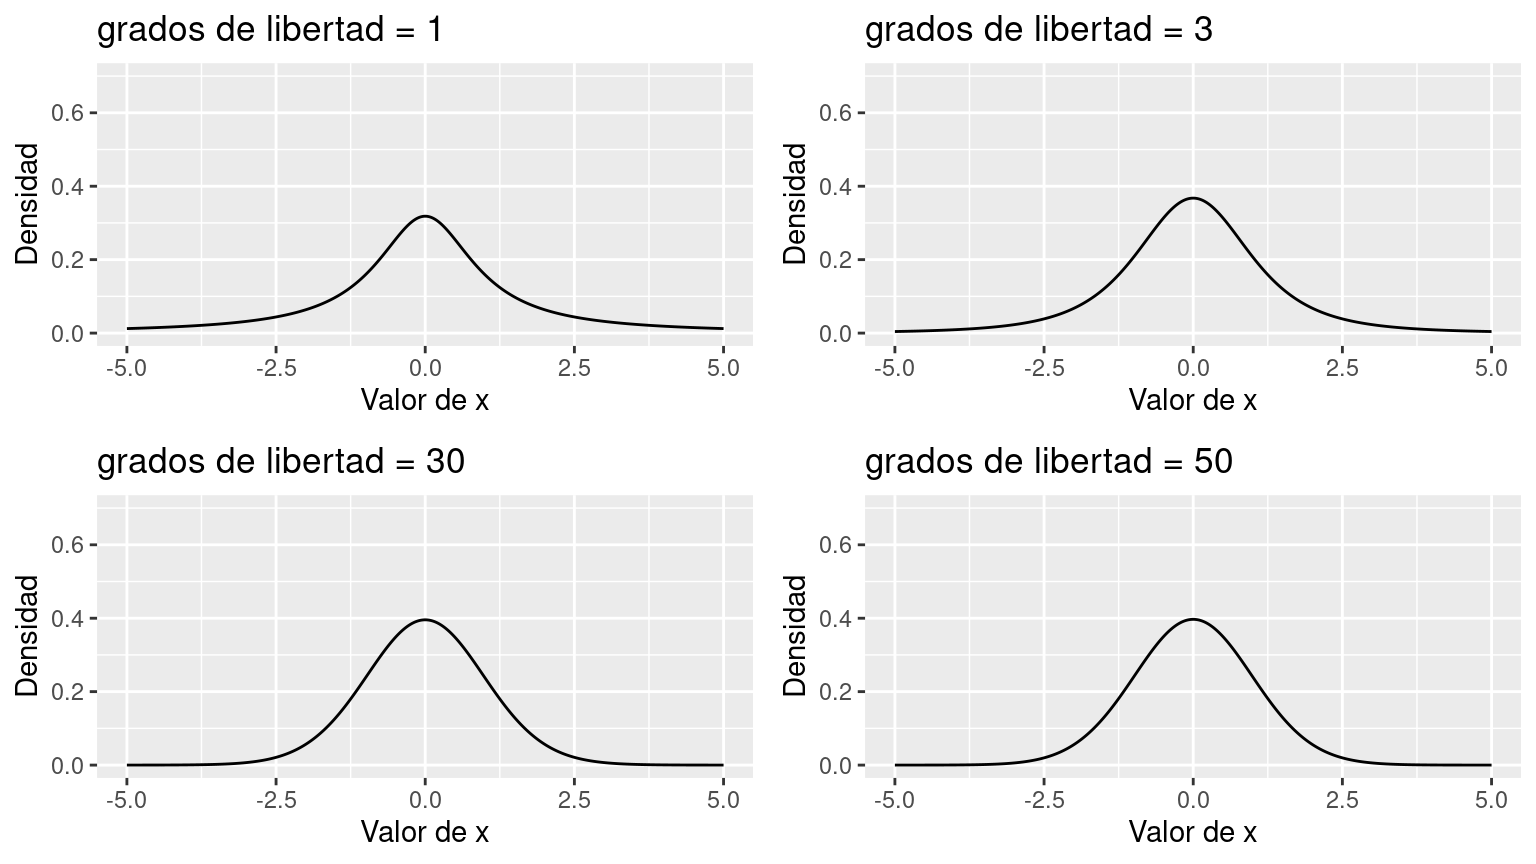 grados de libertad = 1
0.6
0.4
0.2
0.0
Densidad
-5.0 -2.5 0.0 2.5 5.0
Valor de x
grados de libertad = 3
0.6
0.4
0.2
0.0
Densidad
-5.0 -2.5 0.0 2.5 5.0
Valor de x
grados de libertad = 30
0.6
0.4
0.2
0.0
Densidad
-5.0 -2.5 0.0 2.5 5.0
Valor de x
grados de libertad = 50
0.6
0.4
0.2
0.0
Densidad
-5.0 -2.5 0.0 2.5 5.0
Valor de x